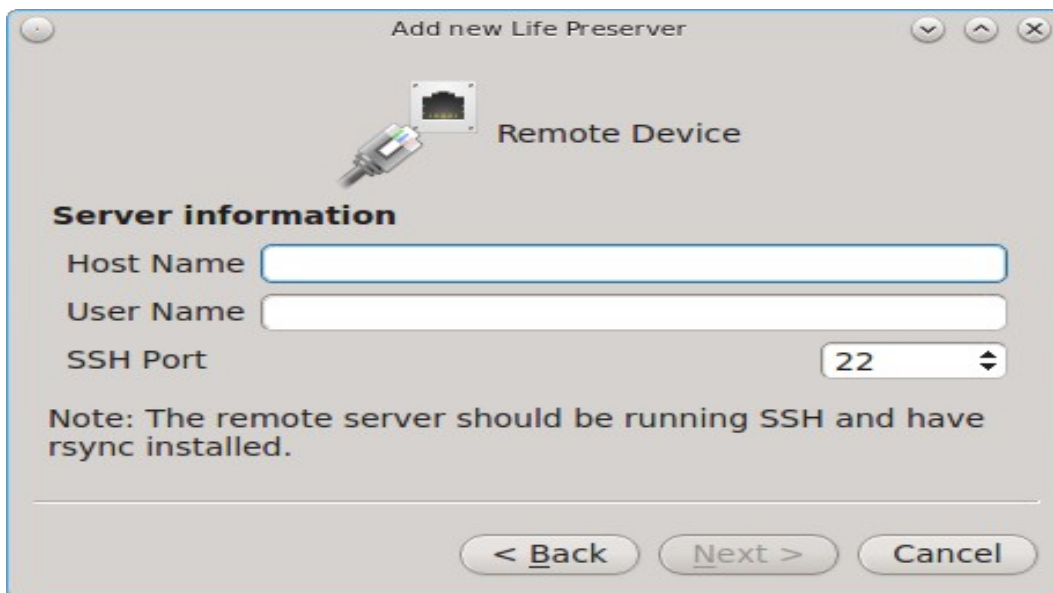 Add new Life Preserver
Remote Device
Server information
Host Name
User Name
SSH Port 22
Note: The remote server should be running SSH and have
rsync installed.
< Back Next > Cancel